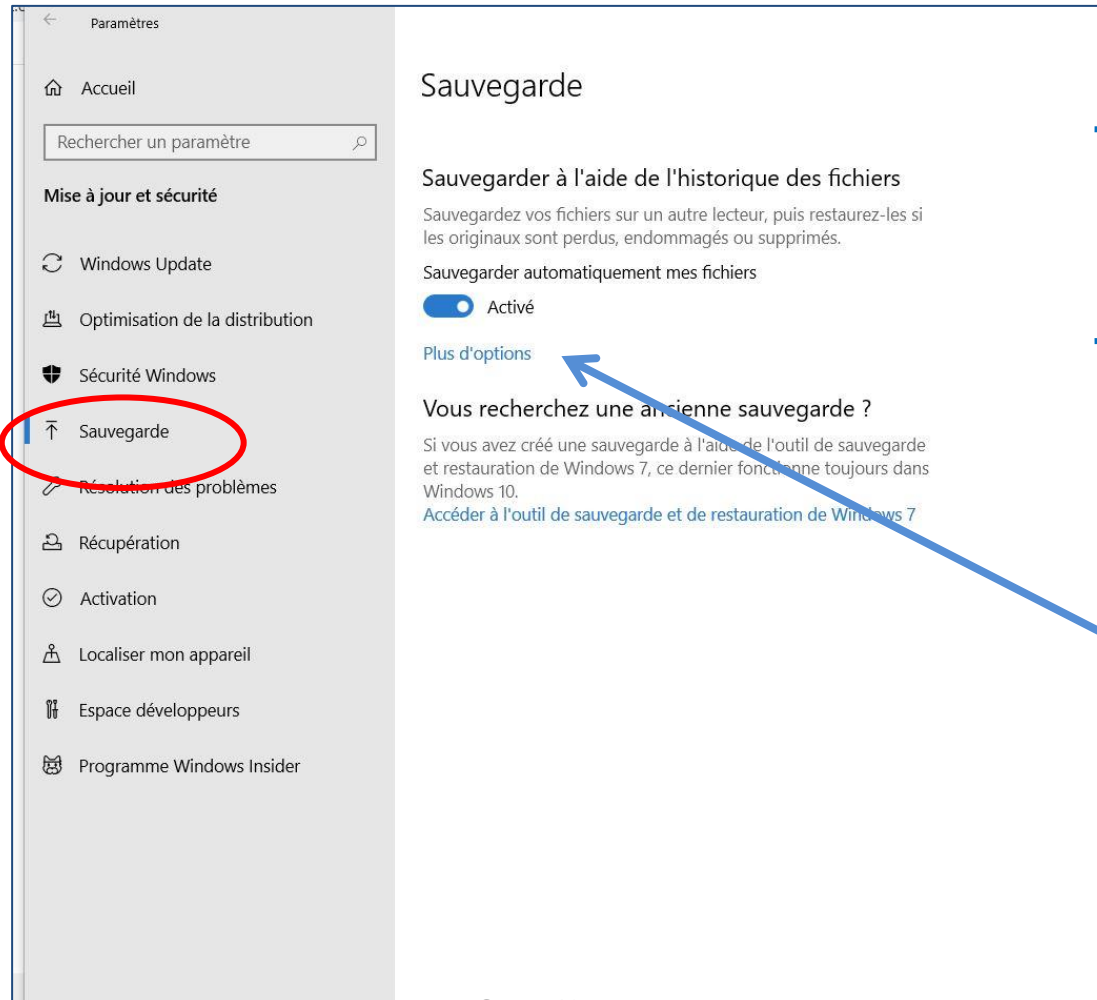 Paramètres
Accueil
Rechercher un paramètre
Mise à jour et sécurité
Windows Update
Optimisation de la distribution
Sécurité Windows
Sauvegarde
Résolution des problèmes
Récupération
Activation
Localiser mon appareil
Espace développeurs
Programme Windows Insider
Sauvegarde
Sauvegarder à l'aide de l'historique des fichiers
Sauvegardez vos fichiers sur un autre lecteur, puis restaurez-les si
les originaux sont perdus, endommagés ou supprimés.
Sauvegarder automatiquement mes fichiers
Activé
Plus d'options
Vous recherchez une ancienne sauvegarde ?
Si vous avez créé une sauvegarde à l'aide de l'outil de sauvegarde
et restauration de Windows 7, ce dernier fonctionne toujours dans
Windows 10.
Accéder à l'outil de sauvegarde et de restauration de Windows 7